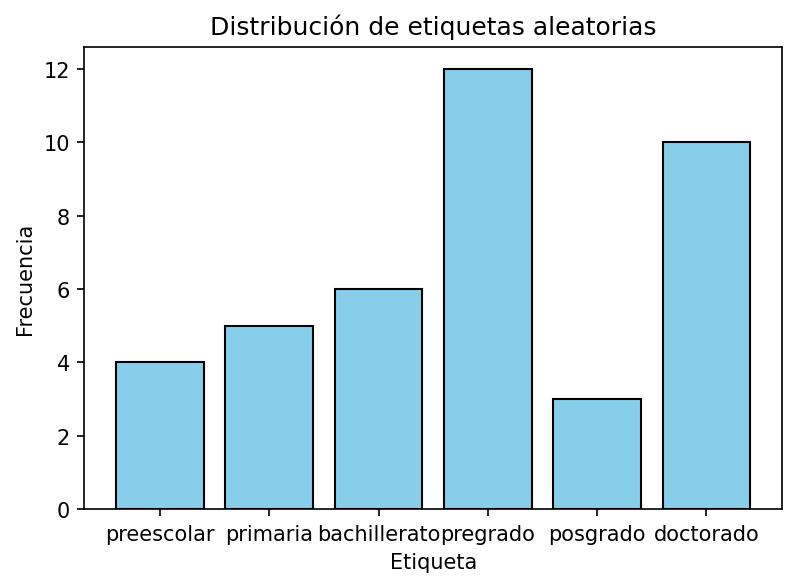 Distribución de etiquetas aleatorias
12
10
8
6
4
2
0
Frecuencia
preescolar primaria bachillerato pregrado posgrado doctorado
Etiqueta